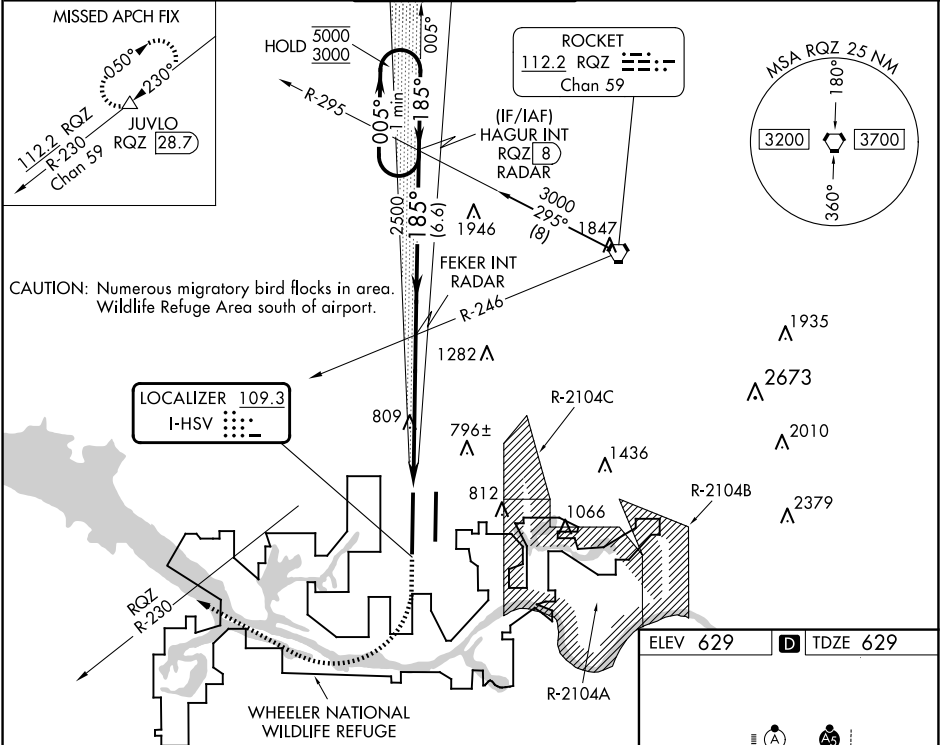 MISSED APCH FIX
050°
230°
JUVLO
RQZ 28.7
112.2 RQZ
R-230
Chan 59
HOLD 5000
3000
005°
R-295
005°
1 min
185°
(IF/IAF)
HAGUR INT
RQZ 8
RADAR
ROCKET
112.2 RQZ
Chan 59
MSA RQZ 25 NM
180°
3200
3700
360°
3000
295°
(8)
1847
2500
185°
(6.6)
1946
FEKER INT
RADAR
R-246
CAUTION: Numerous migratory bird flocks in area.
Wildlife Refuge Area south of airport.
1282
1935
2673
LOCALIZER 109.3
I-HSV
809
796±
R-2104C
1436
2010
812
1066
R-2104B
2379
RQZ
R-230
R-2104A
WHEELER NATIONAL
WILDLIFE REFUGE
ELEV 629
D
TDZE 629
A
A5